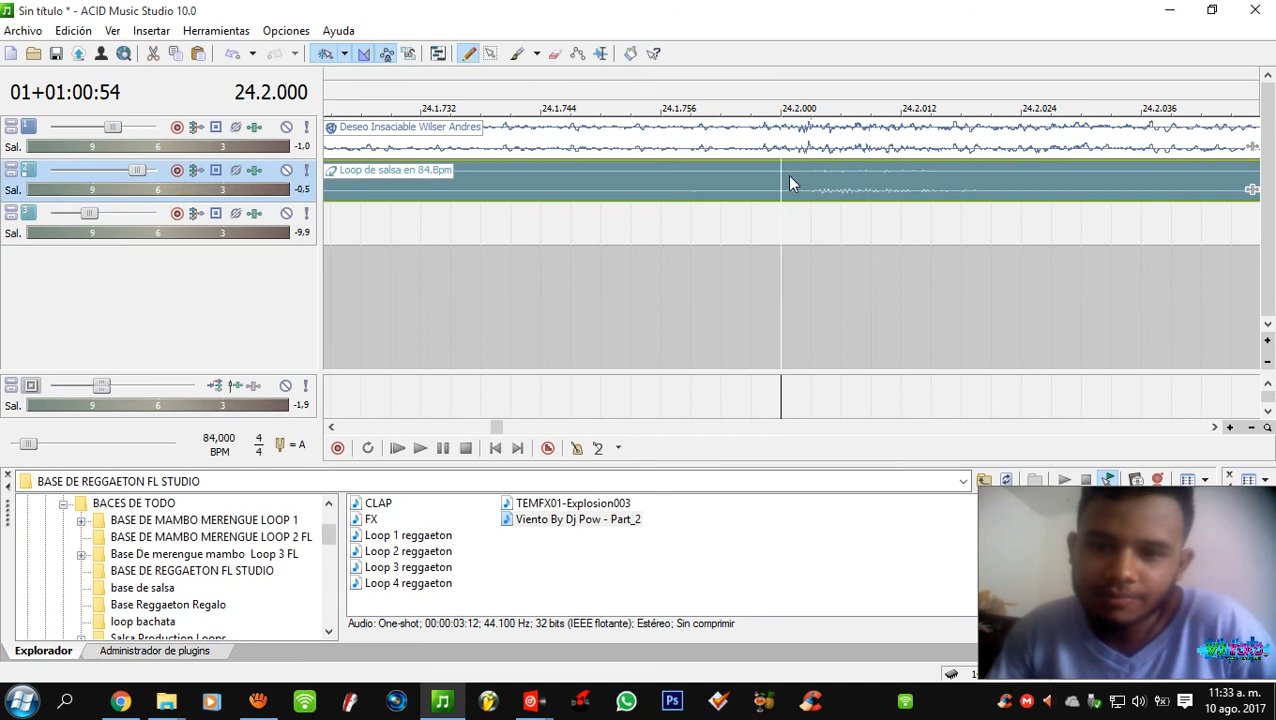 Sin título * - ACID Music Studio 10.0
Archivo Edición Ver Insertar Herramientas Opciones Ayuda
01+01:00:54 24.2.000
24.1.732 24.1.744 24.1.756 24.2.000 24.2.012 24.2.024 24.2.036
1 Deseo Insaciable Wilser Andres
Sal. 9 6 3 -1,0
2 Loop de salsa en 84.Bpm
Sal. 9 6 3 -0,5
3
Sal. 9 6 3 -9,9
Sal. 9 6 3 -1,9
84,000 BPM 4/4 = A
BASE DE REGGAETON FL STUDIO
BACES DE TODO
BASE DE MAMBO MERENGUE LOOP 1
BASE DE MAMBO MERENGUE LOOP 2 FL
Base De merengue mambo Loop 3 FL
BASE DE REGGAETON FL STUDIO
base de salsa
Base Reggaeton Regalo
loop bachata
Salsa Production Loops
CLAP
FX
Loop 1 reggaeton
Loop 2 reggaeton
Loop 3 reggaeton
Loop 4 reggaeton
TEMFX01-Explosion003
Viento By Dj Pow - Part_2
Audio: One-shot; 00:00:03:12; 44.100 Hz; 32 bits (IEEE flotante); Estéreo; Sin comprimir
Explorador Administrador de plugins
11:33 a. m.
10 ago. 2017